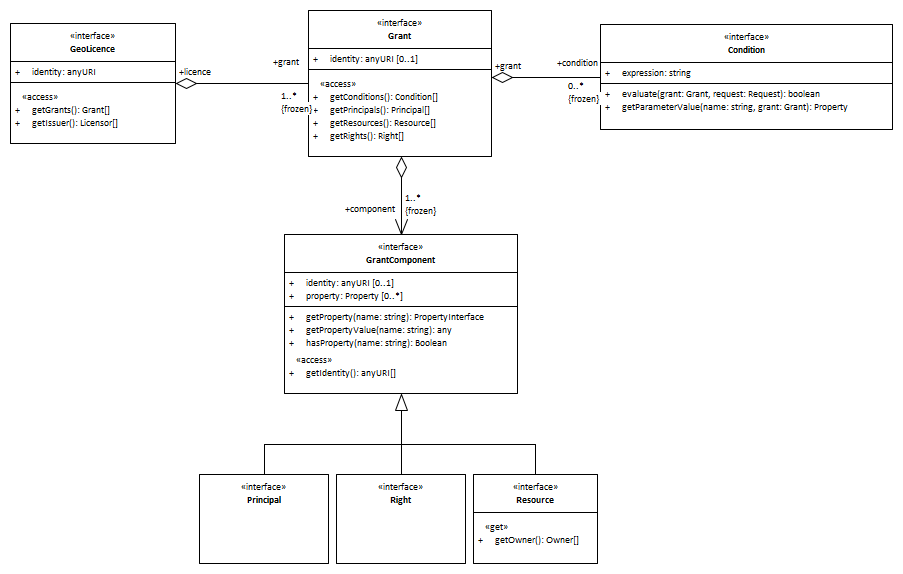 «interface»
GeoLicence
+ identity: anyURI
«access»
+ getGrants(): Grant[]
+ getIssuer(): Licensor[]
+licence
+grant
1..*
{frozen}
«interface»
Grant
+ identity: anyURI [0..1]
«access»
+ getConditions(): Condition[]
+ getPrincipals(): Principal[]
+ getResources(): Resource[]
+ getRights(): Right[]
+grant
+condition
0..*
{frozen}
«interface»
Condition
+ expression: string
+ evaluate(grant: Grant, request: Request): boolean
+ getParameterValue(name: string, grant: Grant): Property
+component
1..*
{frozen}
«interface»
GrantComponent
+ identity: anyURI [0..1]
+ property: Property [0..*]
+ getProperty(name: string): PropertyInterface
+ getPropertyValue(name: string): any
+ hasProperty(name: string): Boolean
«access»
+ getIdentity(): anyURI[]
«interface»
Principal
«interface»
Right
«interface»
Resource
«get»
+ getOwner(): Owner[]